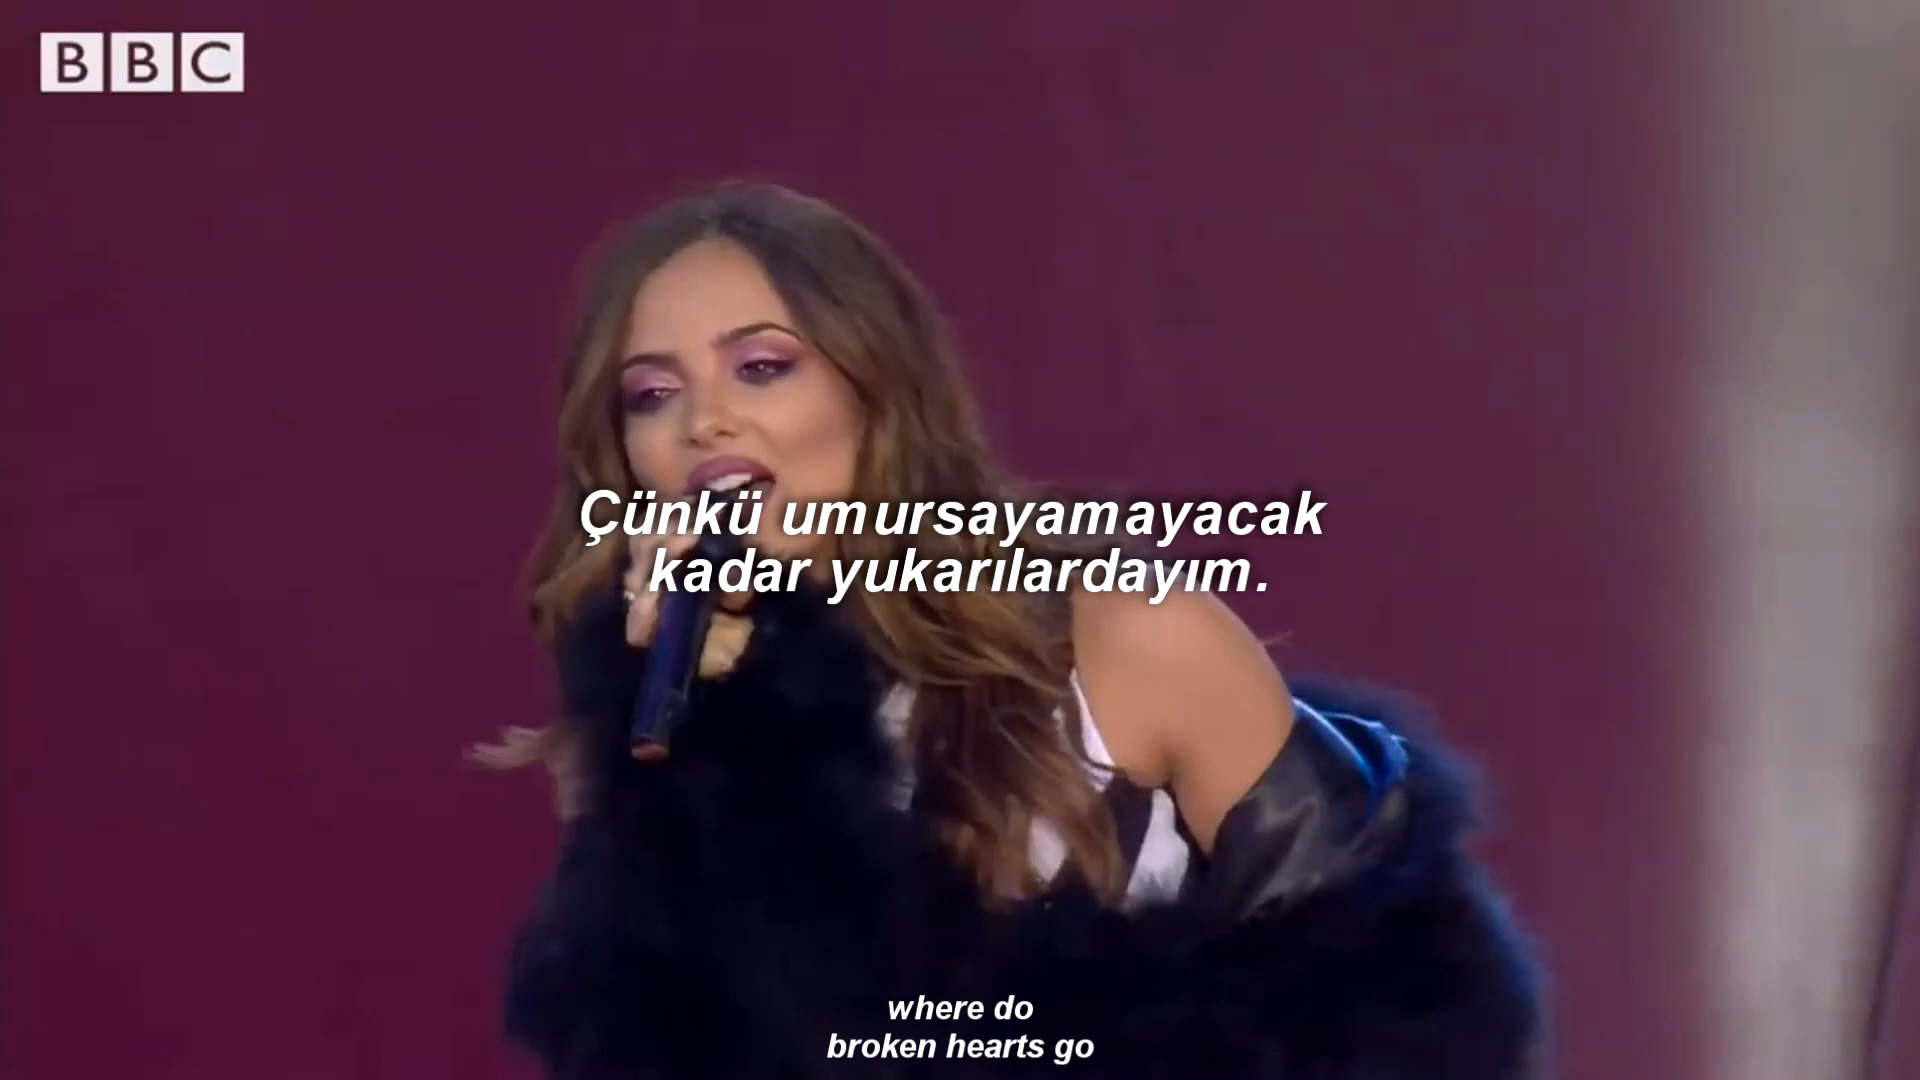 BBC
Çünkü umursayamayacak
kadar yukarılardayım.
where do
broken hearts go